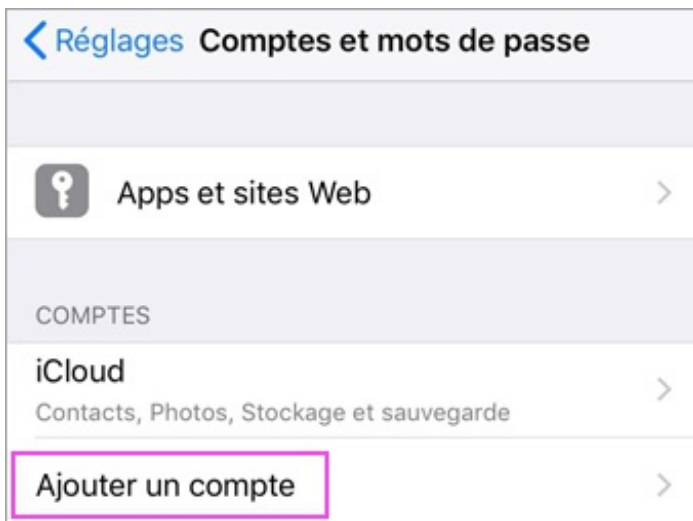 Réglages Comptes et mots de passe
Apps et sites Web
COMPTES
iCloud
Contacts, Photos, Stockage et sauvegarde
Ajouter un compte